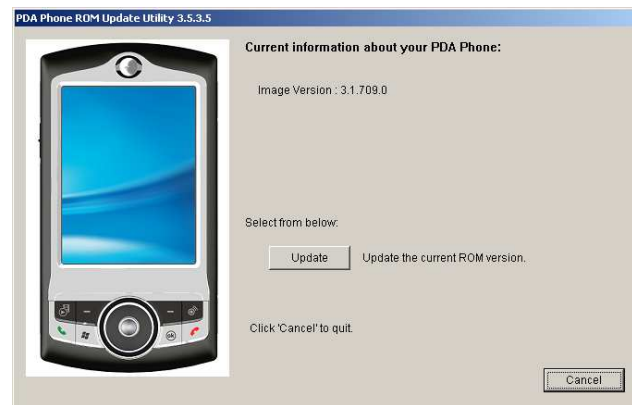 PDA Phone ROM Update Utility 3.5.3.5
Current information about your PDA Phone:
Image Version : 3.1.709.0
Select from below:
Update
Update the current ROM version.
ok
Click 'Cancel' to quit.
Cancel